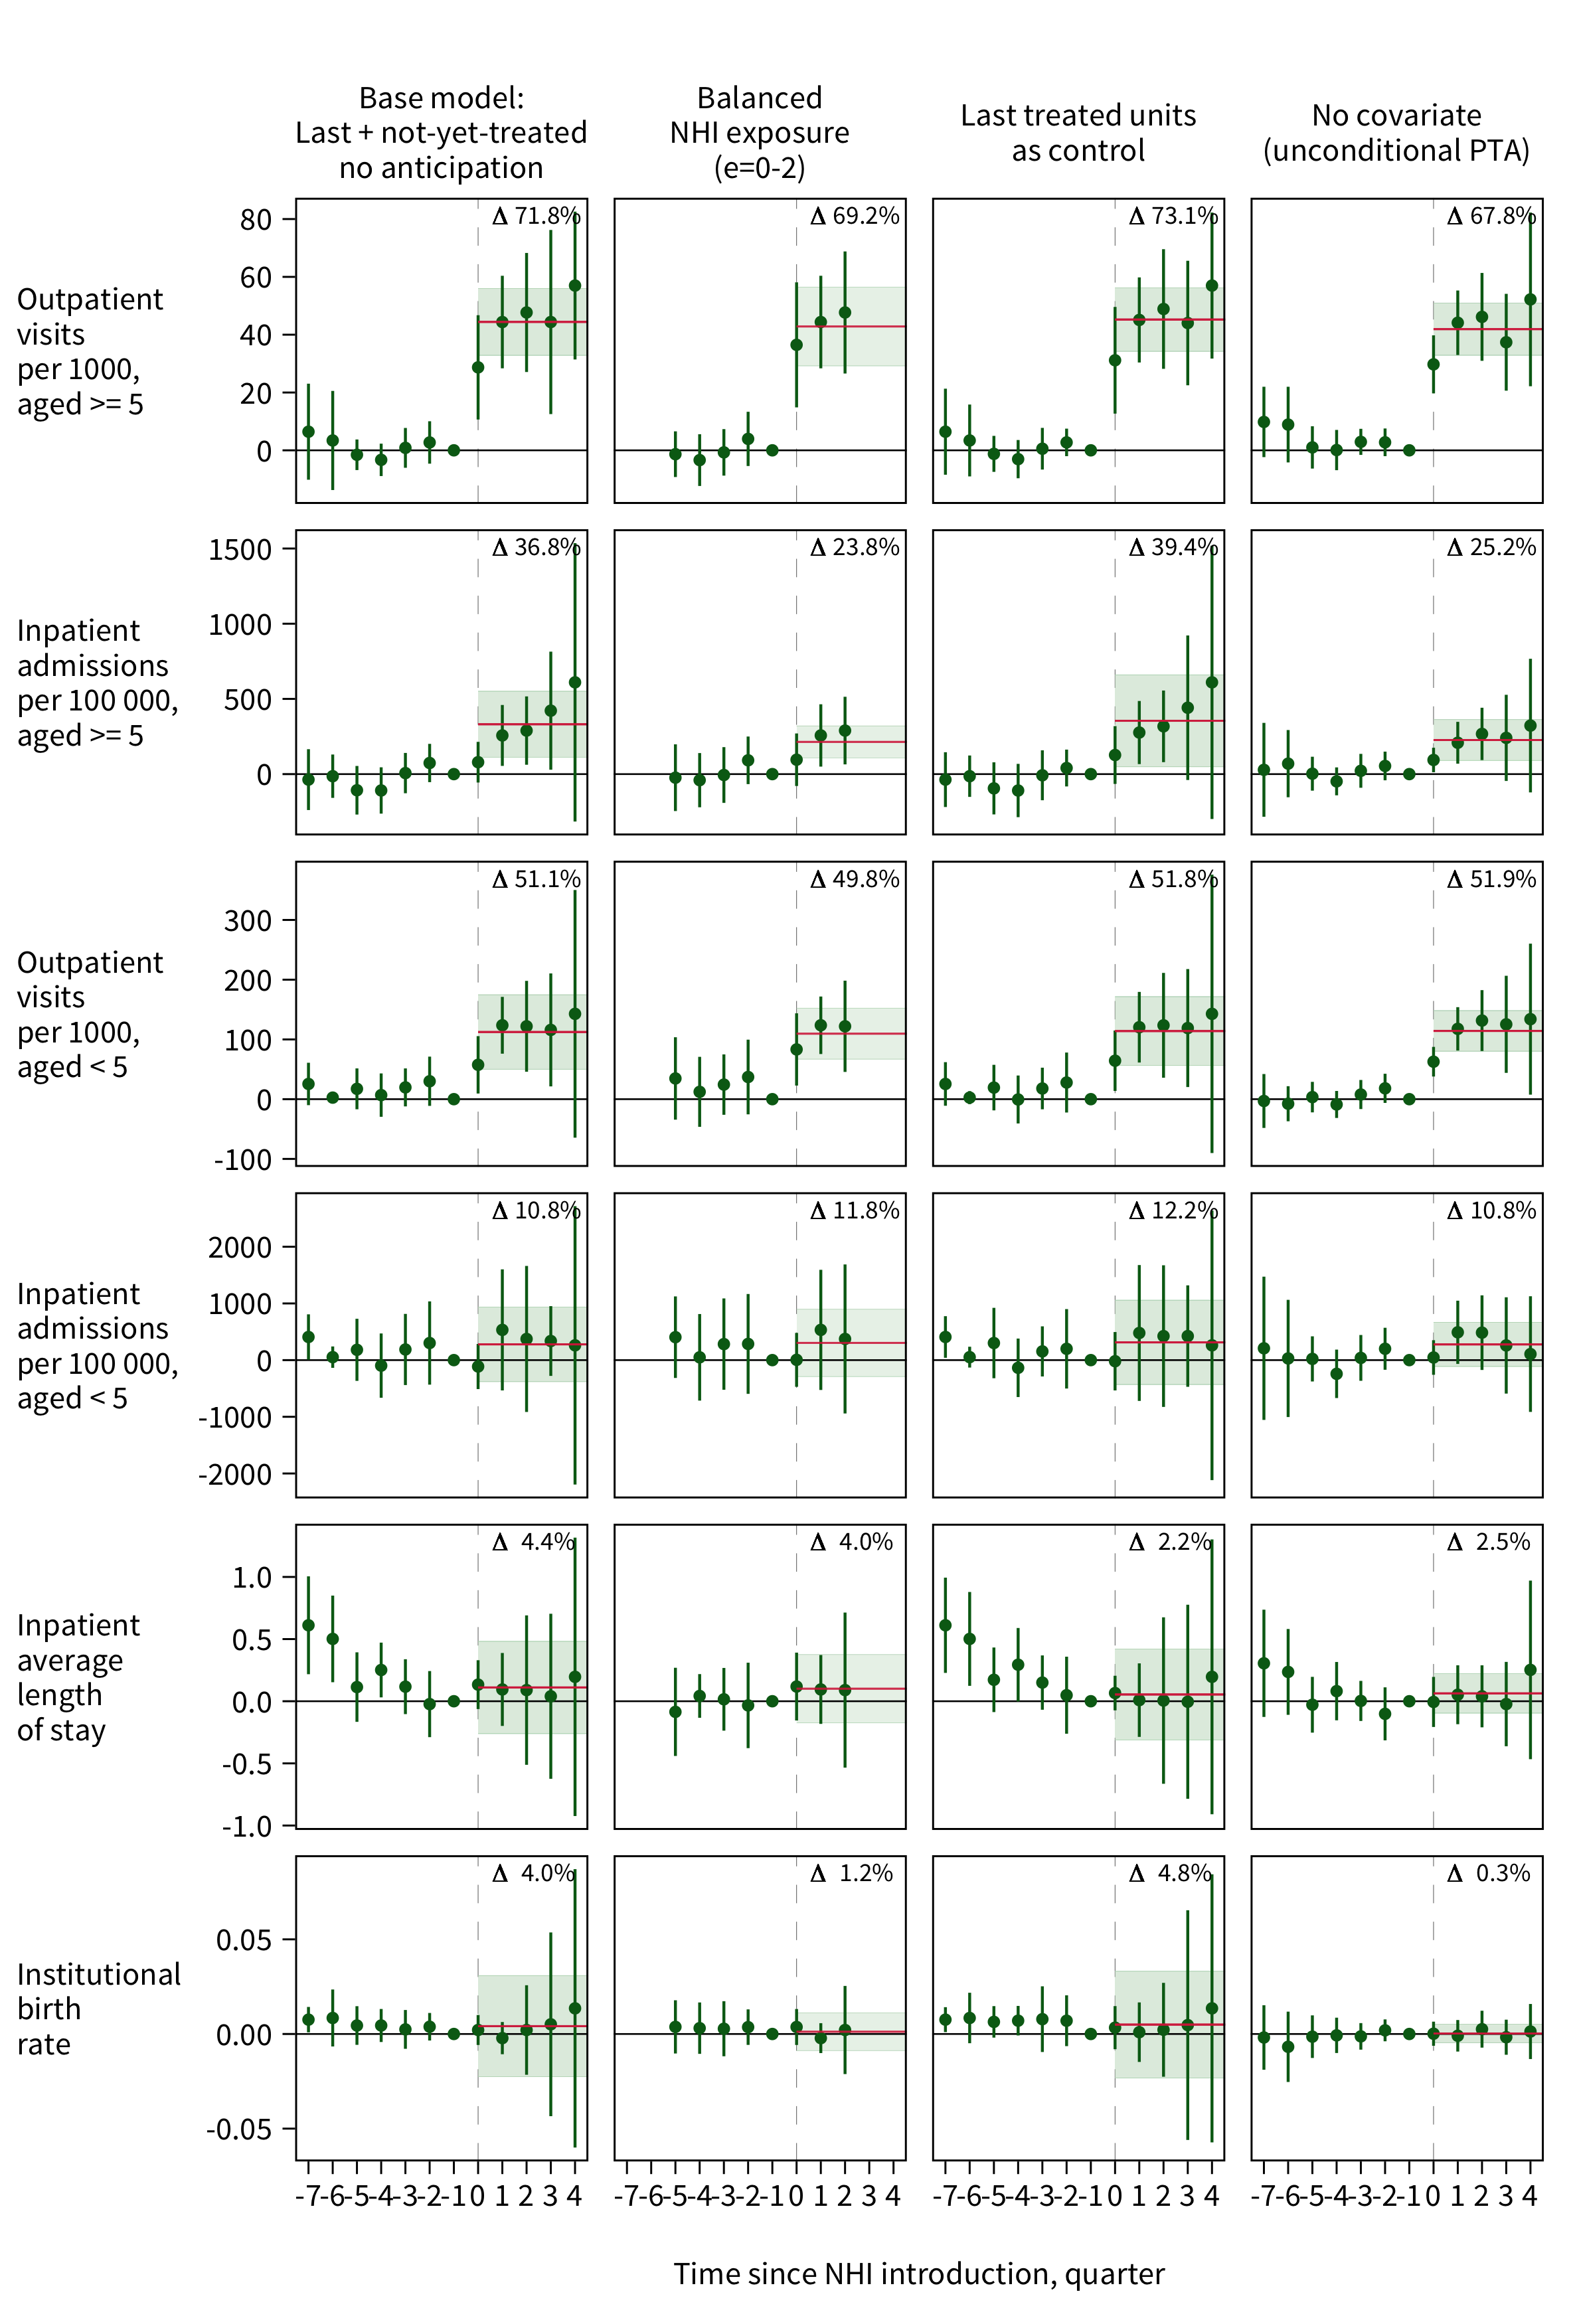 Base model:
Last + not-yet-treated
no anticipation
Balanced
NHI exposure
(e=0-2)
Last treated units
as control
No covariate
(unconditional PTA)
Outpatient
visits
per 1000,
aged >= 5
80
60
40
20
0
Δ 71.8%
Δ 69.2%
Δ 73.1%
Δ 67.8%
Inpatient
admissions
per 100 000,
aged >= 5
1500
1000
500
0
Δ 36.8%
Δ 23.8%
Δ 39.4%
Δ 25.2%
Outpatient
visits
per 1000,
aged < 5
300
200
100
0
-100
Δ 51.1%
Δ 49.8%
Δ 51.8%
Δ 51.9%
Inpatient
admissions
per 100 000,
aged < 5
2000
1000
0
-1000
-2000
Δ 10.8%
Δ 11.8%
Δ 12.2%
Δ 10.8%
Inpatient
average
length
of stay
1.0
0.5
0.0
-0.5
-1.0
Δ 4.4%
Δ 4.0%
Δ 2.2%
Δ 2.5%
Institutional
birth
rate
0.05
0.00
-0.05
Δ 4.0%
Δ 1.2%
Δ 4.8%
Δ 0.3%
-7 -6 -5 -4 -3 -2 -1 0 1 2 3 4
-7 -6 -5 -4 -3 -2 -1 0 1 2 3 4
-7 -6 -5 -4 -3 -2 -1 0 1 2 3 4
-7 -6 -5 -4 -3 -2 -1 0 1 2 3 4
Time since NHI introduction, quarter